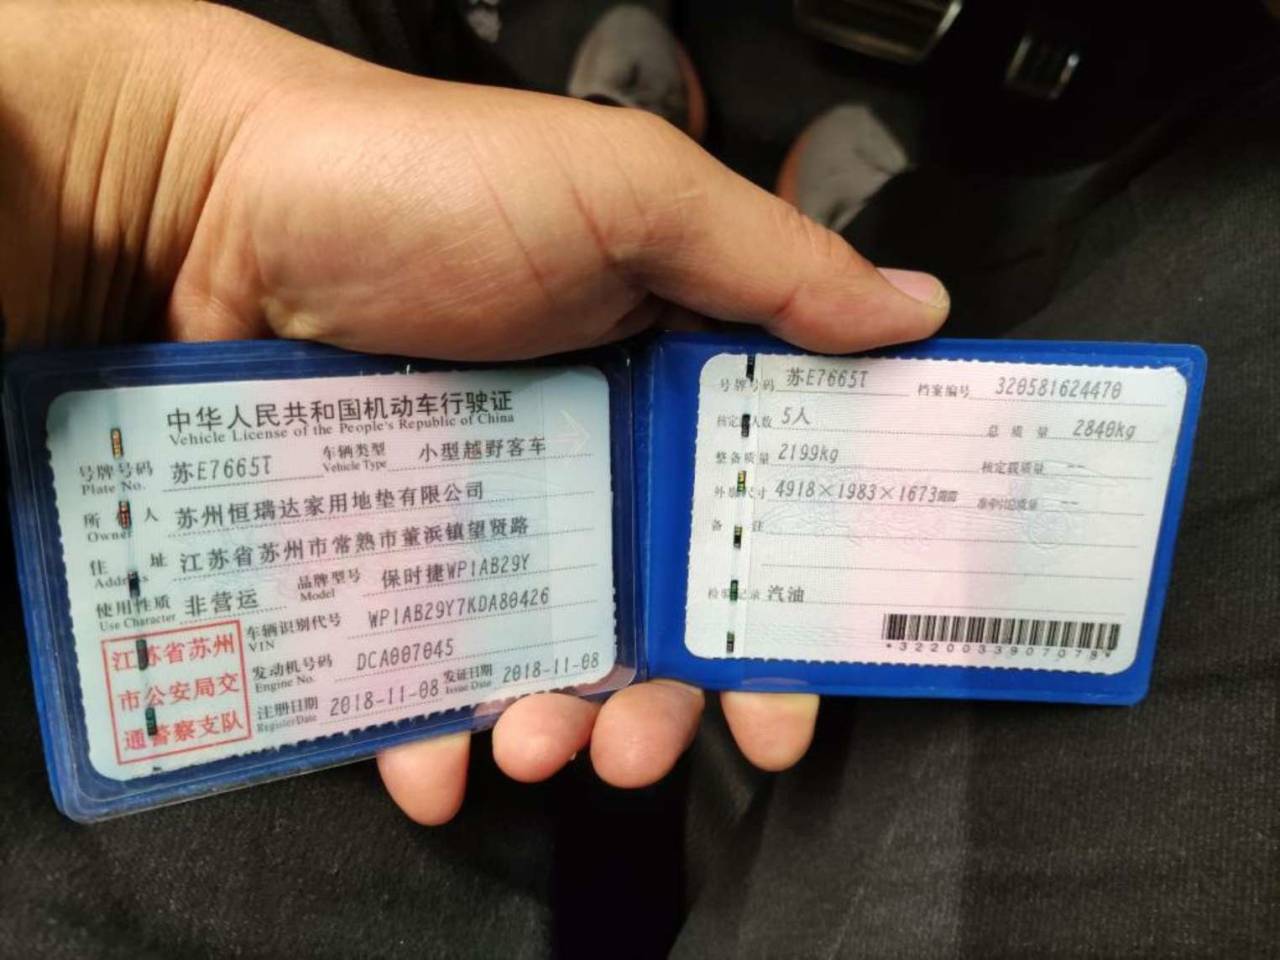 中华人民共和国机动车行驶证
Vehicle License of the People's Republic of China
号牌号码 Plate No. 苏E7665T 车辆类型 Vehicle Type 小型越野客车
所有人 Owner 苏州恒瑞达家用地垫有限公司
住址 Address 江苏省苏州市常熟市董浜镇望贤路
使用性质 Use Character 非营运 品牌型号 Model 保时捷WP1AB29Y
车辆识别代号 VIN WP1AB29Y7KDA80426
发动机号码 Engine No. DCA007045
注册日期 Register Date 2018-11-08 发证日期 Issue Date 2018-11-08
江苏省苏州
市公安局交
通警察支队
号牌号码 苏E7665T 档案编号 320581624470
核定载人数 5人 总质量 2840kg
整备质量 2199kg 核定载质量 --
外廓尺寸 4918×1983×1673mm 准牵引总质量 --
备注
检验记录 汽油
*3220033907078*